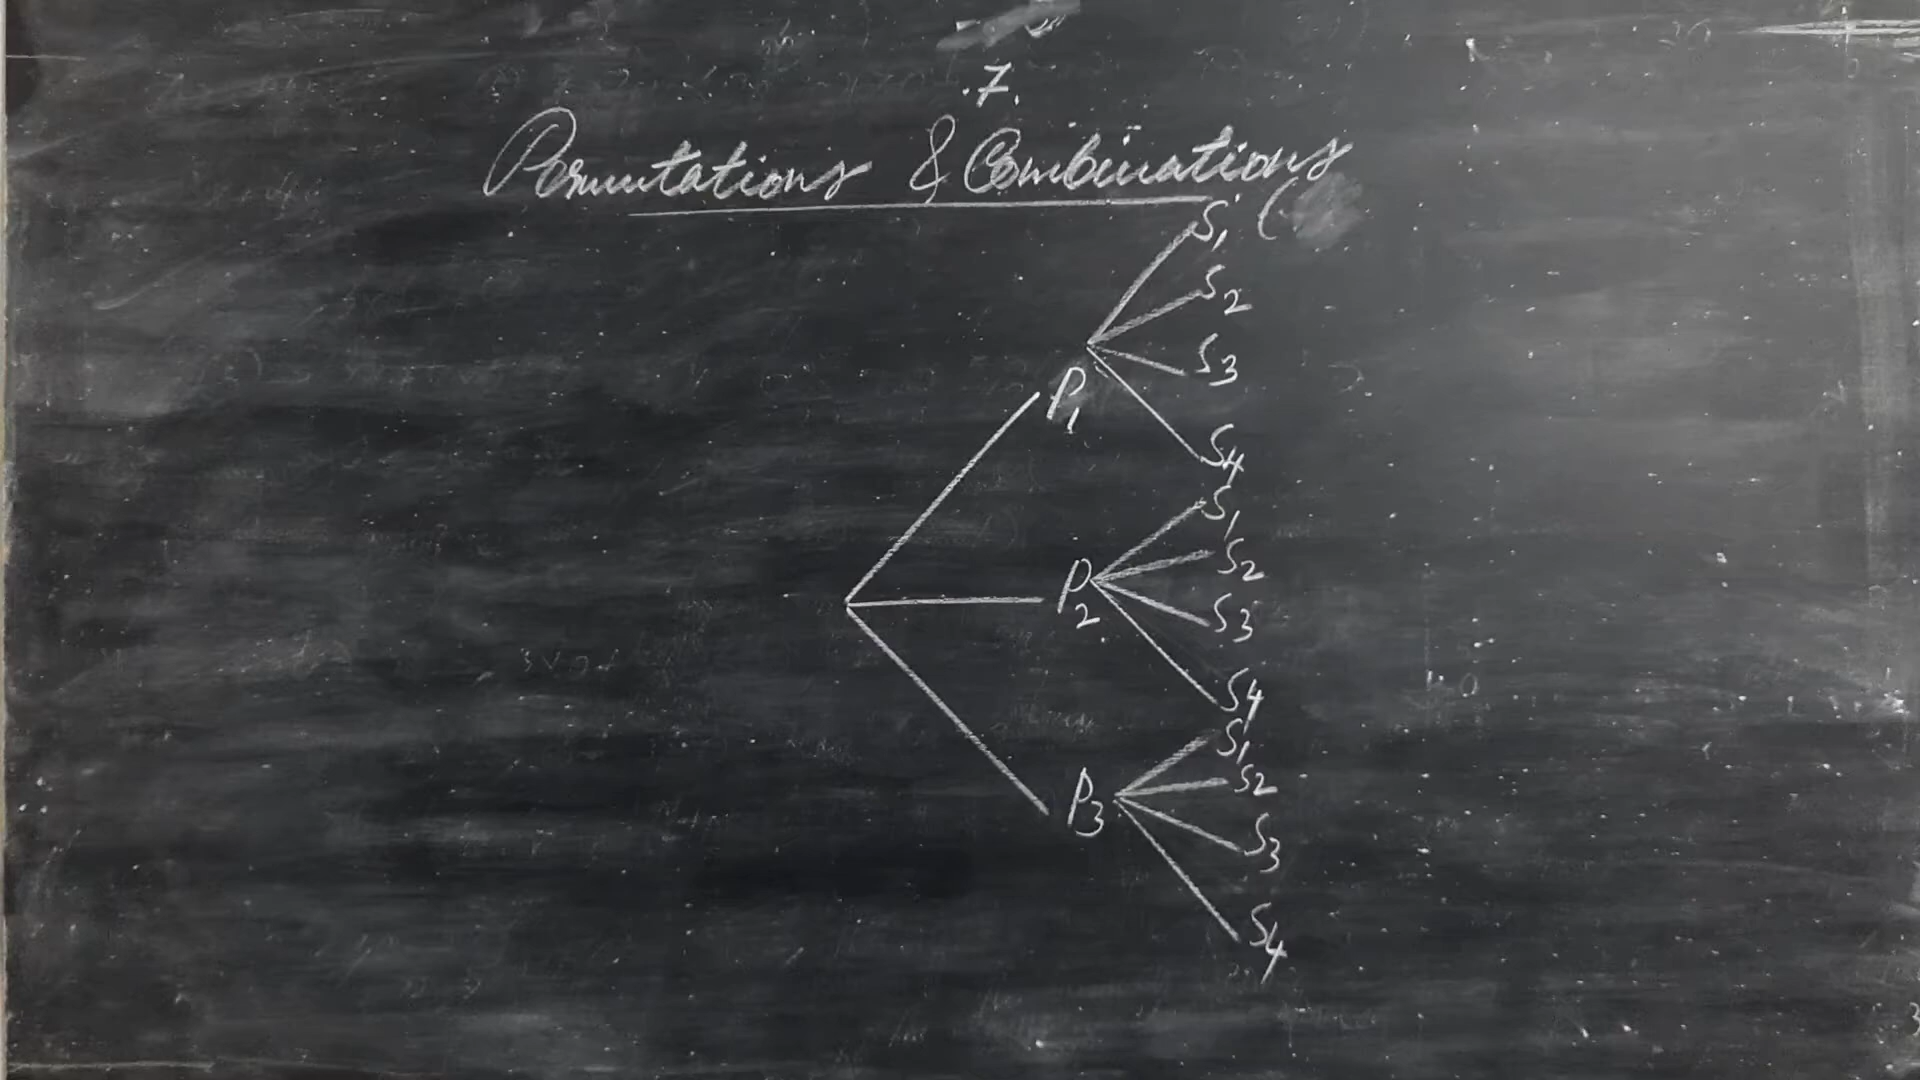 .7.
Permutations & Combinations
S1 (
S2
S3
P1
S4
S1
S2
P2
S3
S4
S1
S2
P3
S3
S4